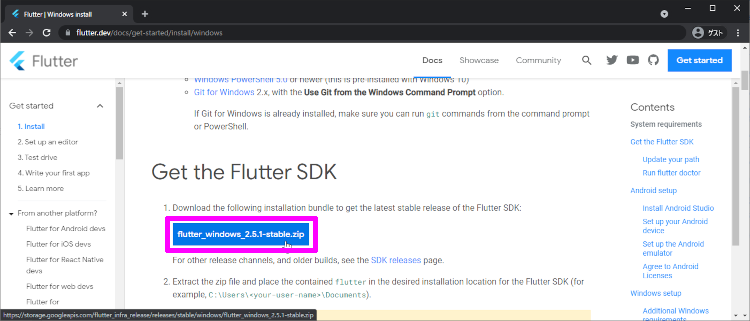 Flutter | Windows install
flutter.dev/docs/get-started/install/windows
ゲスト
Flutter
Docs
Showcase
Community
Get started
Get started
1. Install
2. Set up an editor
3. Test drive
4. Write your first app
5. Learn more
From another platform?
Flutter for Android devs
Flutter for iOS devs
Flutter for React Native
devs
Flutter for web devs
Flutter for
Windows PowerShell 5.0 or newer (this is pre-installed with Windows 10)
Git for Windows 2.x, with the Use Git from the Windows Command Prompt option.
If Git for Windows is already installed, make sure you can run git commands from the command prompt
or PowerShell.
Get the Flutter SDK
1. Download the following installation bundle to get the latest stable release of the Flutter SDK:
flutter_windows_2.5.1-stable.zip
For other release channels, and older builds, see the SDK releases page.
2. Extract the zip file and place the contained flutter in the desired installation location for the Flutter SDK (for
example, C:\Users\<your-user-name>\Documents).
Contents
System requirements
Get the Flutter SDK
Update your path
Run flutter doctor
Android setup
Install Android Studio
Set up your Android
device
Set up the Android
emulator
Agree to Android
Licenses
Windows setup
Additional Windows
requirements
https://storage.googleapis.com/flutter_infra_release/releases/stable/windows/flutter_windows_2.5.1-stable.zip